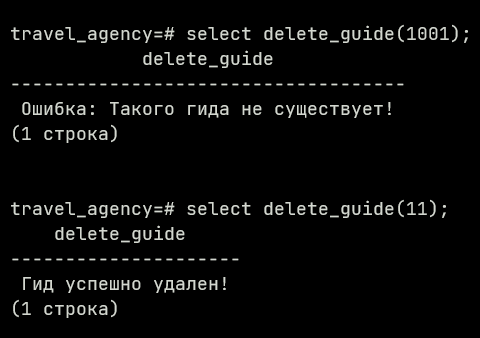 travel_agency=# select delete_guide(1001);
delete_guide
------------------------------------
Ошибка: Такого гида не существует!
(1 строка)
travel_agency=# select delete_guide(11);
delete_guide
---------------------
Гид успешно удален!
(1 строка)